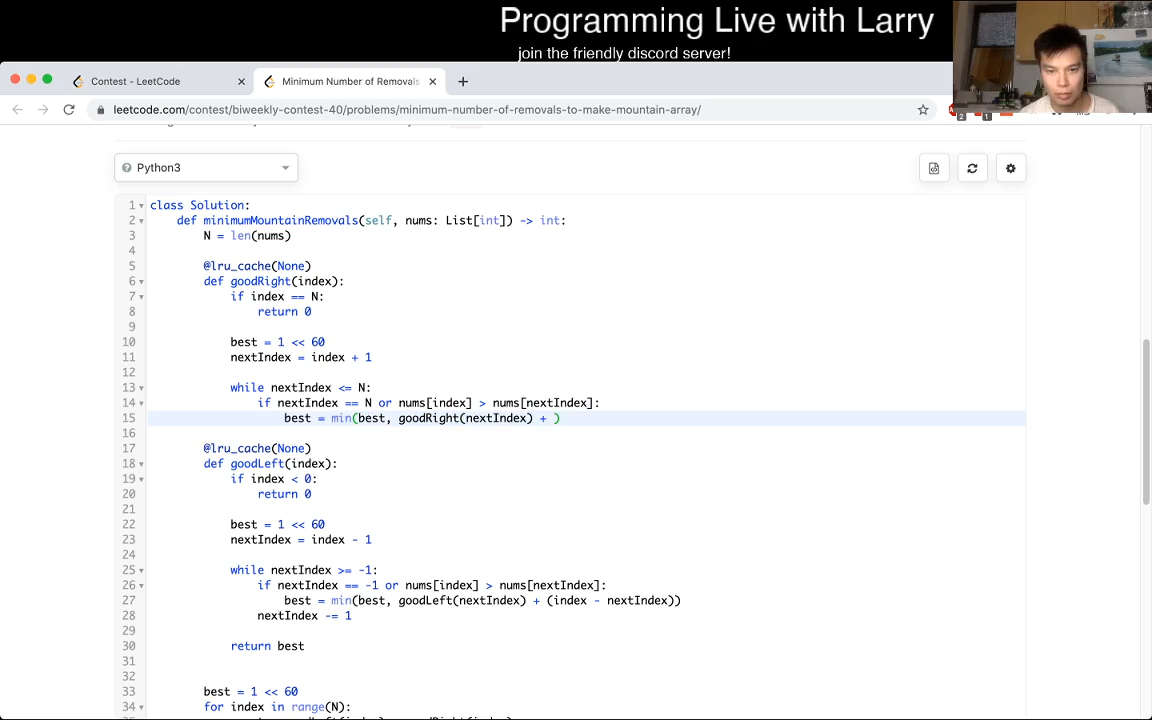 Programming Live with Larry
join the friendly discord server!
Contest - LeetCode
Minimum Number of Removals
leetcode.com/contest/biweekly-contest-40/problems/minimum-number-of-removals-to-make-mountain-array/
2
1
Python3
1 class Solution:
2 def minimumMountainRemovals(self, nums: List[int]) -> int:
3 N = len(nums)
4
5 @lru_cache(None)
6 def goodRight(index):
7 if index == N:
8 return 0
9
10 best = 1 << 60
11 nextIndex = index + 1
12
13 while nextIndex <= N:
14 if nextIndex == N or nums[index] > nums[nextIndex]:
15 best = min(best, goodRight(nextIndex) + )
16
17 @lru_cache(None)
18 def goodLeft(index):
19 if index < 0:
20 return 0
21
22 best = 1 << 60
23 nextIndex = index - 1
24
25 while nextIndex >= -1:
26 if nextIndex == -1 or nums[index] > nums[nextIndex]:
27 best = min(best, goodLeft(nextIndex) + (index - nextIndex))
28 nextIndex -= 1
29
30 return best
31
32
33 best = 1 << 60
34 for index in range(N):